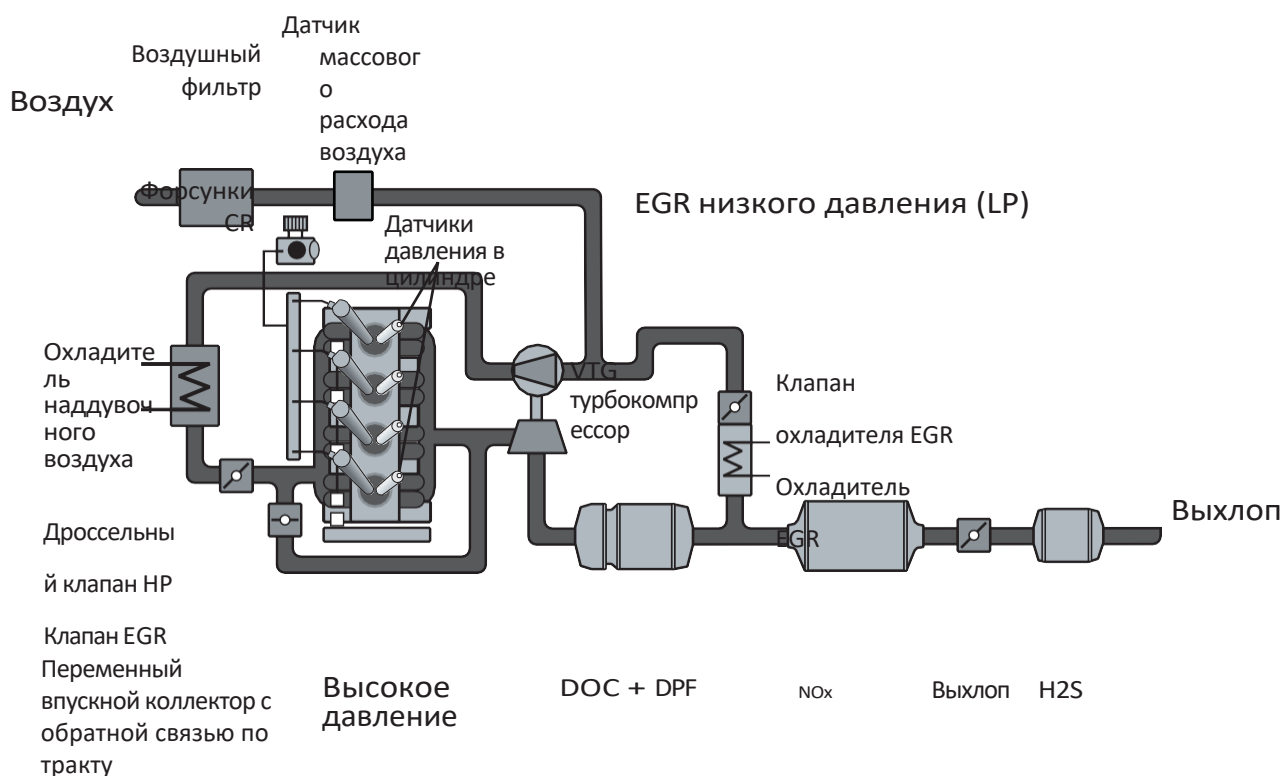 Датчик
массовог
о
расхода
воздуха
Воздушный
фильтр
Воздух
Форсунки
CR
EGR низкого давления (LP)
Датчики
давления в
цилиндре
Охладите
ль
наддувоч
ного
воздуха
VTG
турбокомпр
ессор
Клапан
охладителя EGR
Охладитель
EGR
Выхлоп
Дроссельны
й клапан HP
Клапан EGR
Переменный
впускной коллектор с
обратной связью по
тракту
Высокое
давление
DOC + DPF
NOx
Выхлоп
H2S